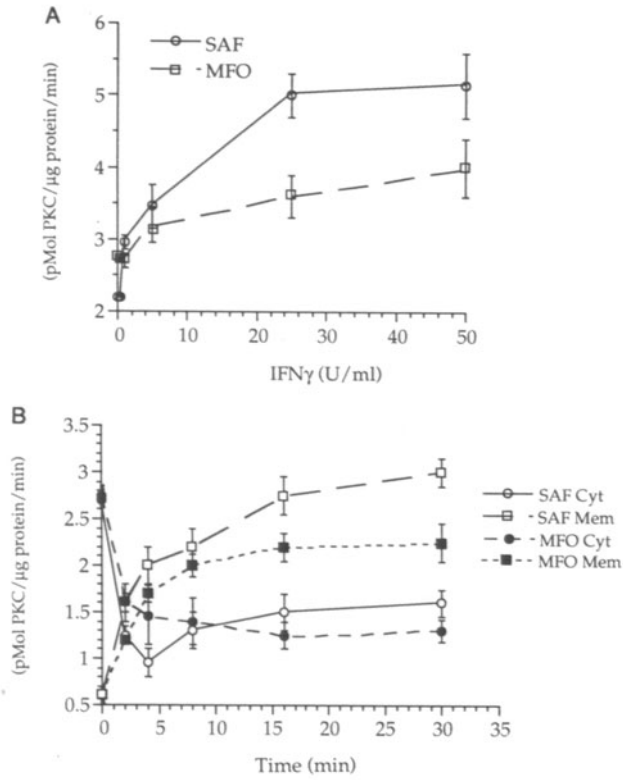 A
(pMol PKC/μg protein/min)
6
5
4
3
2
SAF
MFO
0 10 20 30 40 50
IFNγ (U/ml)
B
(pMol PKC/μg protein/min)
3.5
3
2.5
2
1.5
1
0.5
0 5 10 15 20 25 30 35
Time (min)
SAF Cyt
SAF Mem
MFO Cyt
MFO Mem